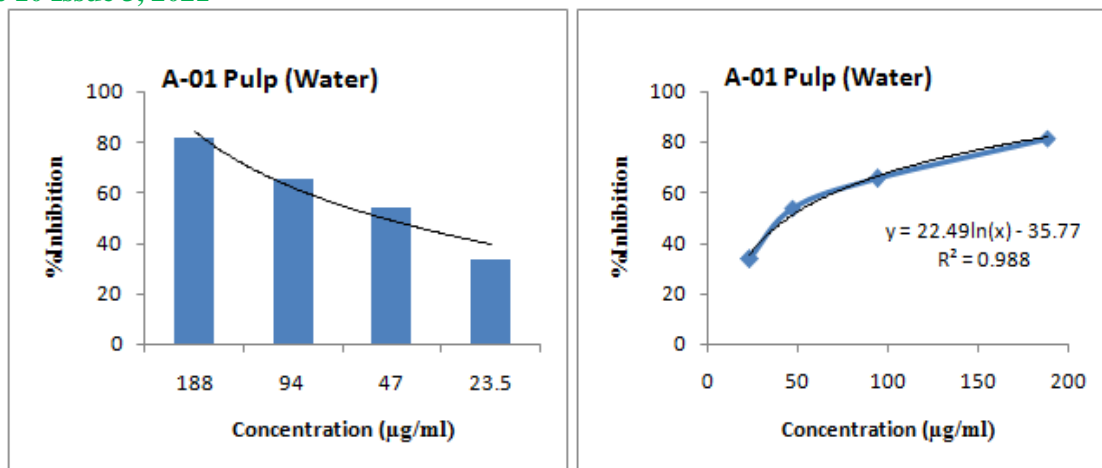 A-01 Pulp (Water)
100
80
60
40
20
0
%Inhibition
188 94 47 23.5
Concentration (µg/ml)
A-01 Pulp (Water)
100
80
60
40
20
0
%Inhibition
y = 22.49ln(x) - 35.77
R² = 0.988
0 50 100 150 200
Concentration (µg/ml)